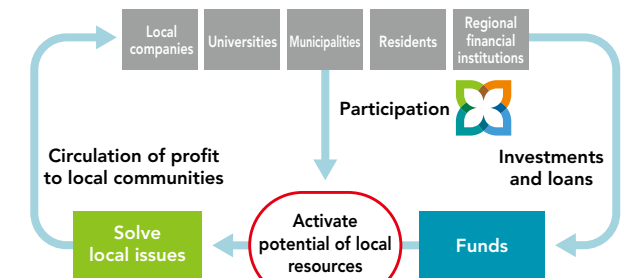 Local
companies
Universities
Municipalities
Residents
Regional
financial
institutions
Participation
Circulation of profit
to local communities
Investments
and loans
Solve
local issues
Activate
potential of local
resources
Funds